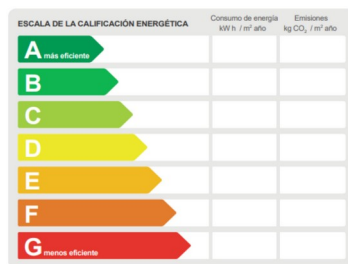 ESCALA DE LA CALIFICACIÓN ENERGÉTICA
Consumo de energía
kW h / m² año
Emisiones
kg CO₂ / m² año
A más eficiente
B
C
D
E
F
G menos eficiente